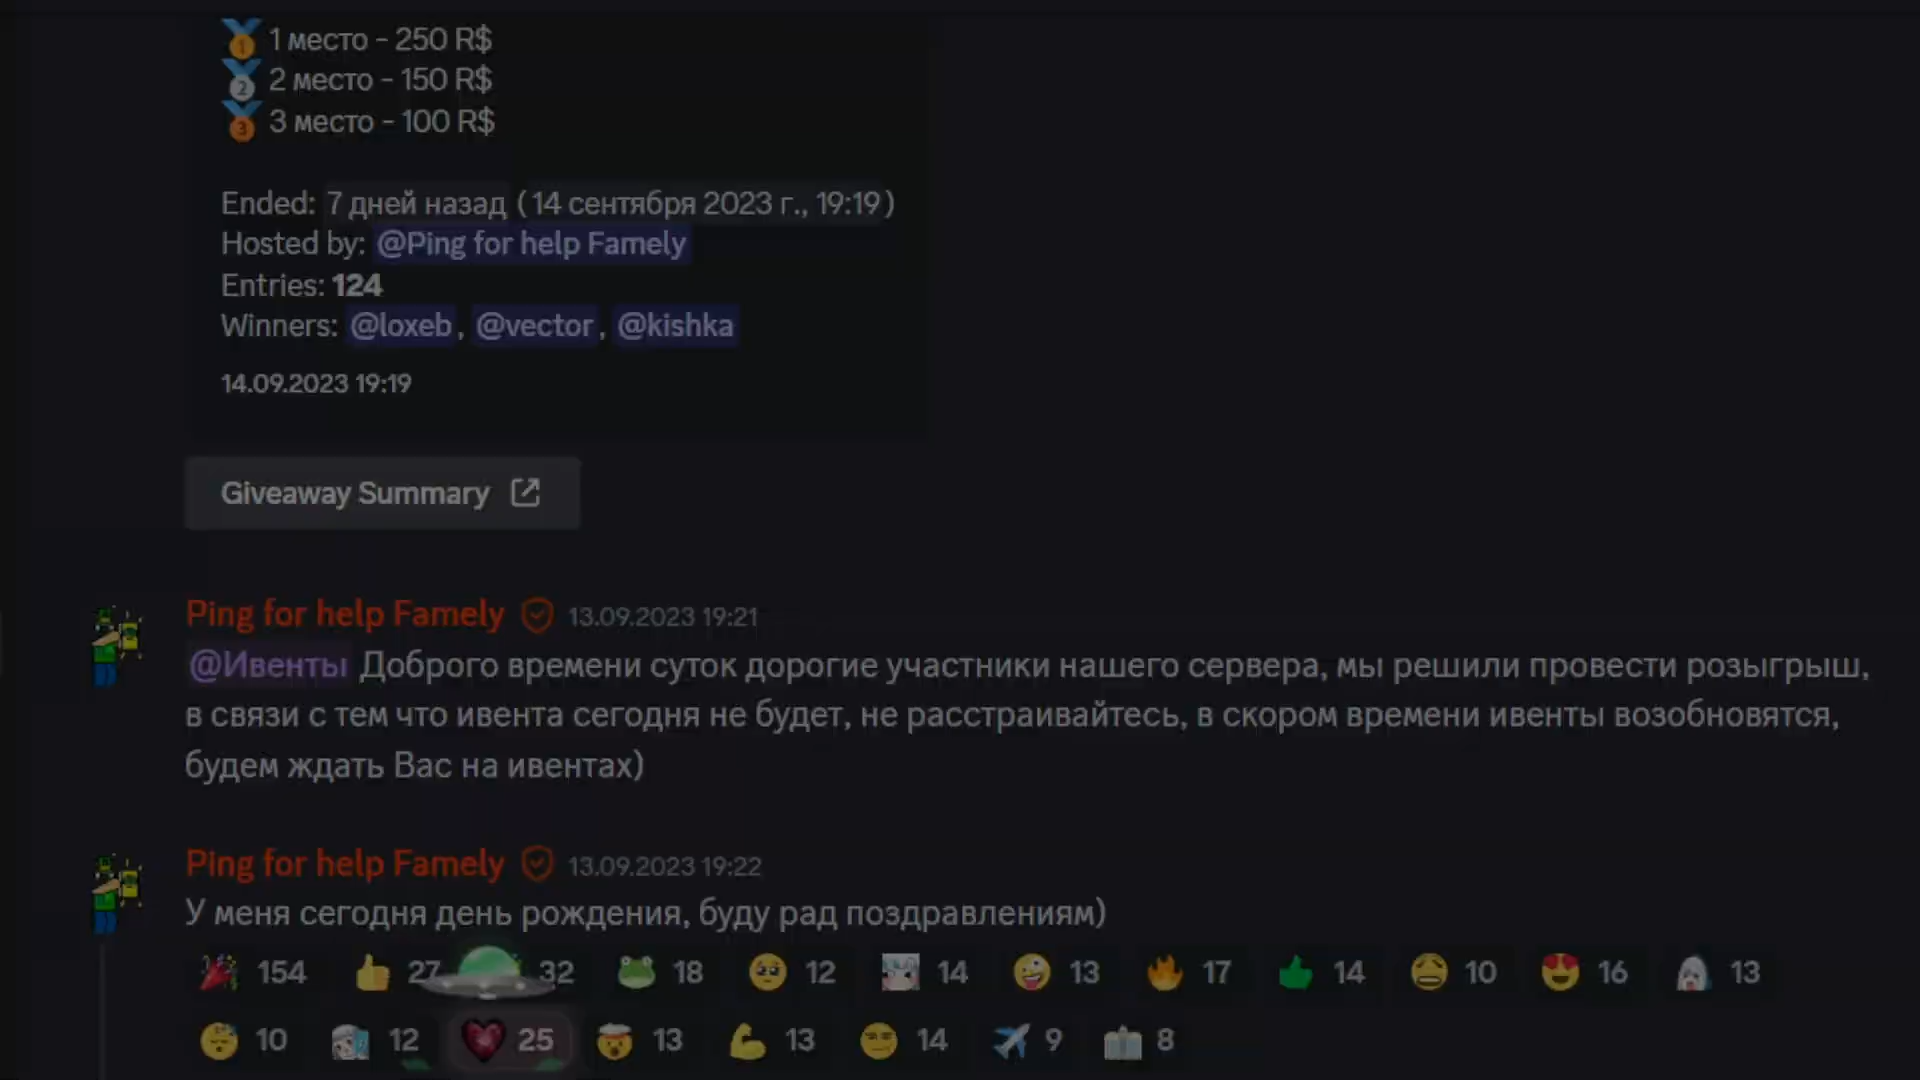 1 место - 250 R$
2 место - 150 R$
3 место - 100 R$
Ended: 7 дней назад (14 сентября 2023 г., 19:19)
Hosted by: @Ping for help Famely
Entries: 124
Winners: @loxeb, @vector, @kishka
14.09.2023 19:19
Giveaway Summary
Ping for help Famely 13.09.2023 19:21
@Ивенты Доброго времени суток дорогие участники нашего сервера, мы решили провести розыгрыш,
в связи с тем что ивента сегодня не будет, не расстраивайтесь, в скором времени ивенты возобновятся,
будем ждать Вас на ивентах)
Ping for help Famely 13.09.2023 19:22
У меня сегодня день рождения, буду рад поздравлениям)
154 27 32 18 12 14 13 17 14 10 16 13
10 12 25 13 13 14 9 8